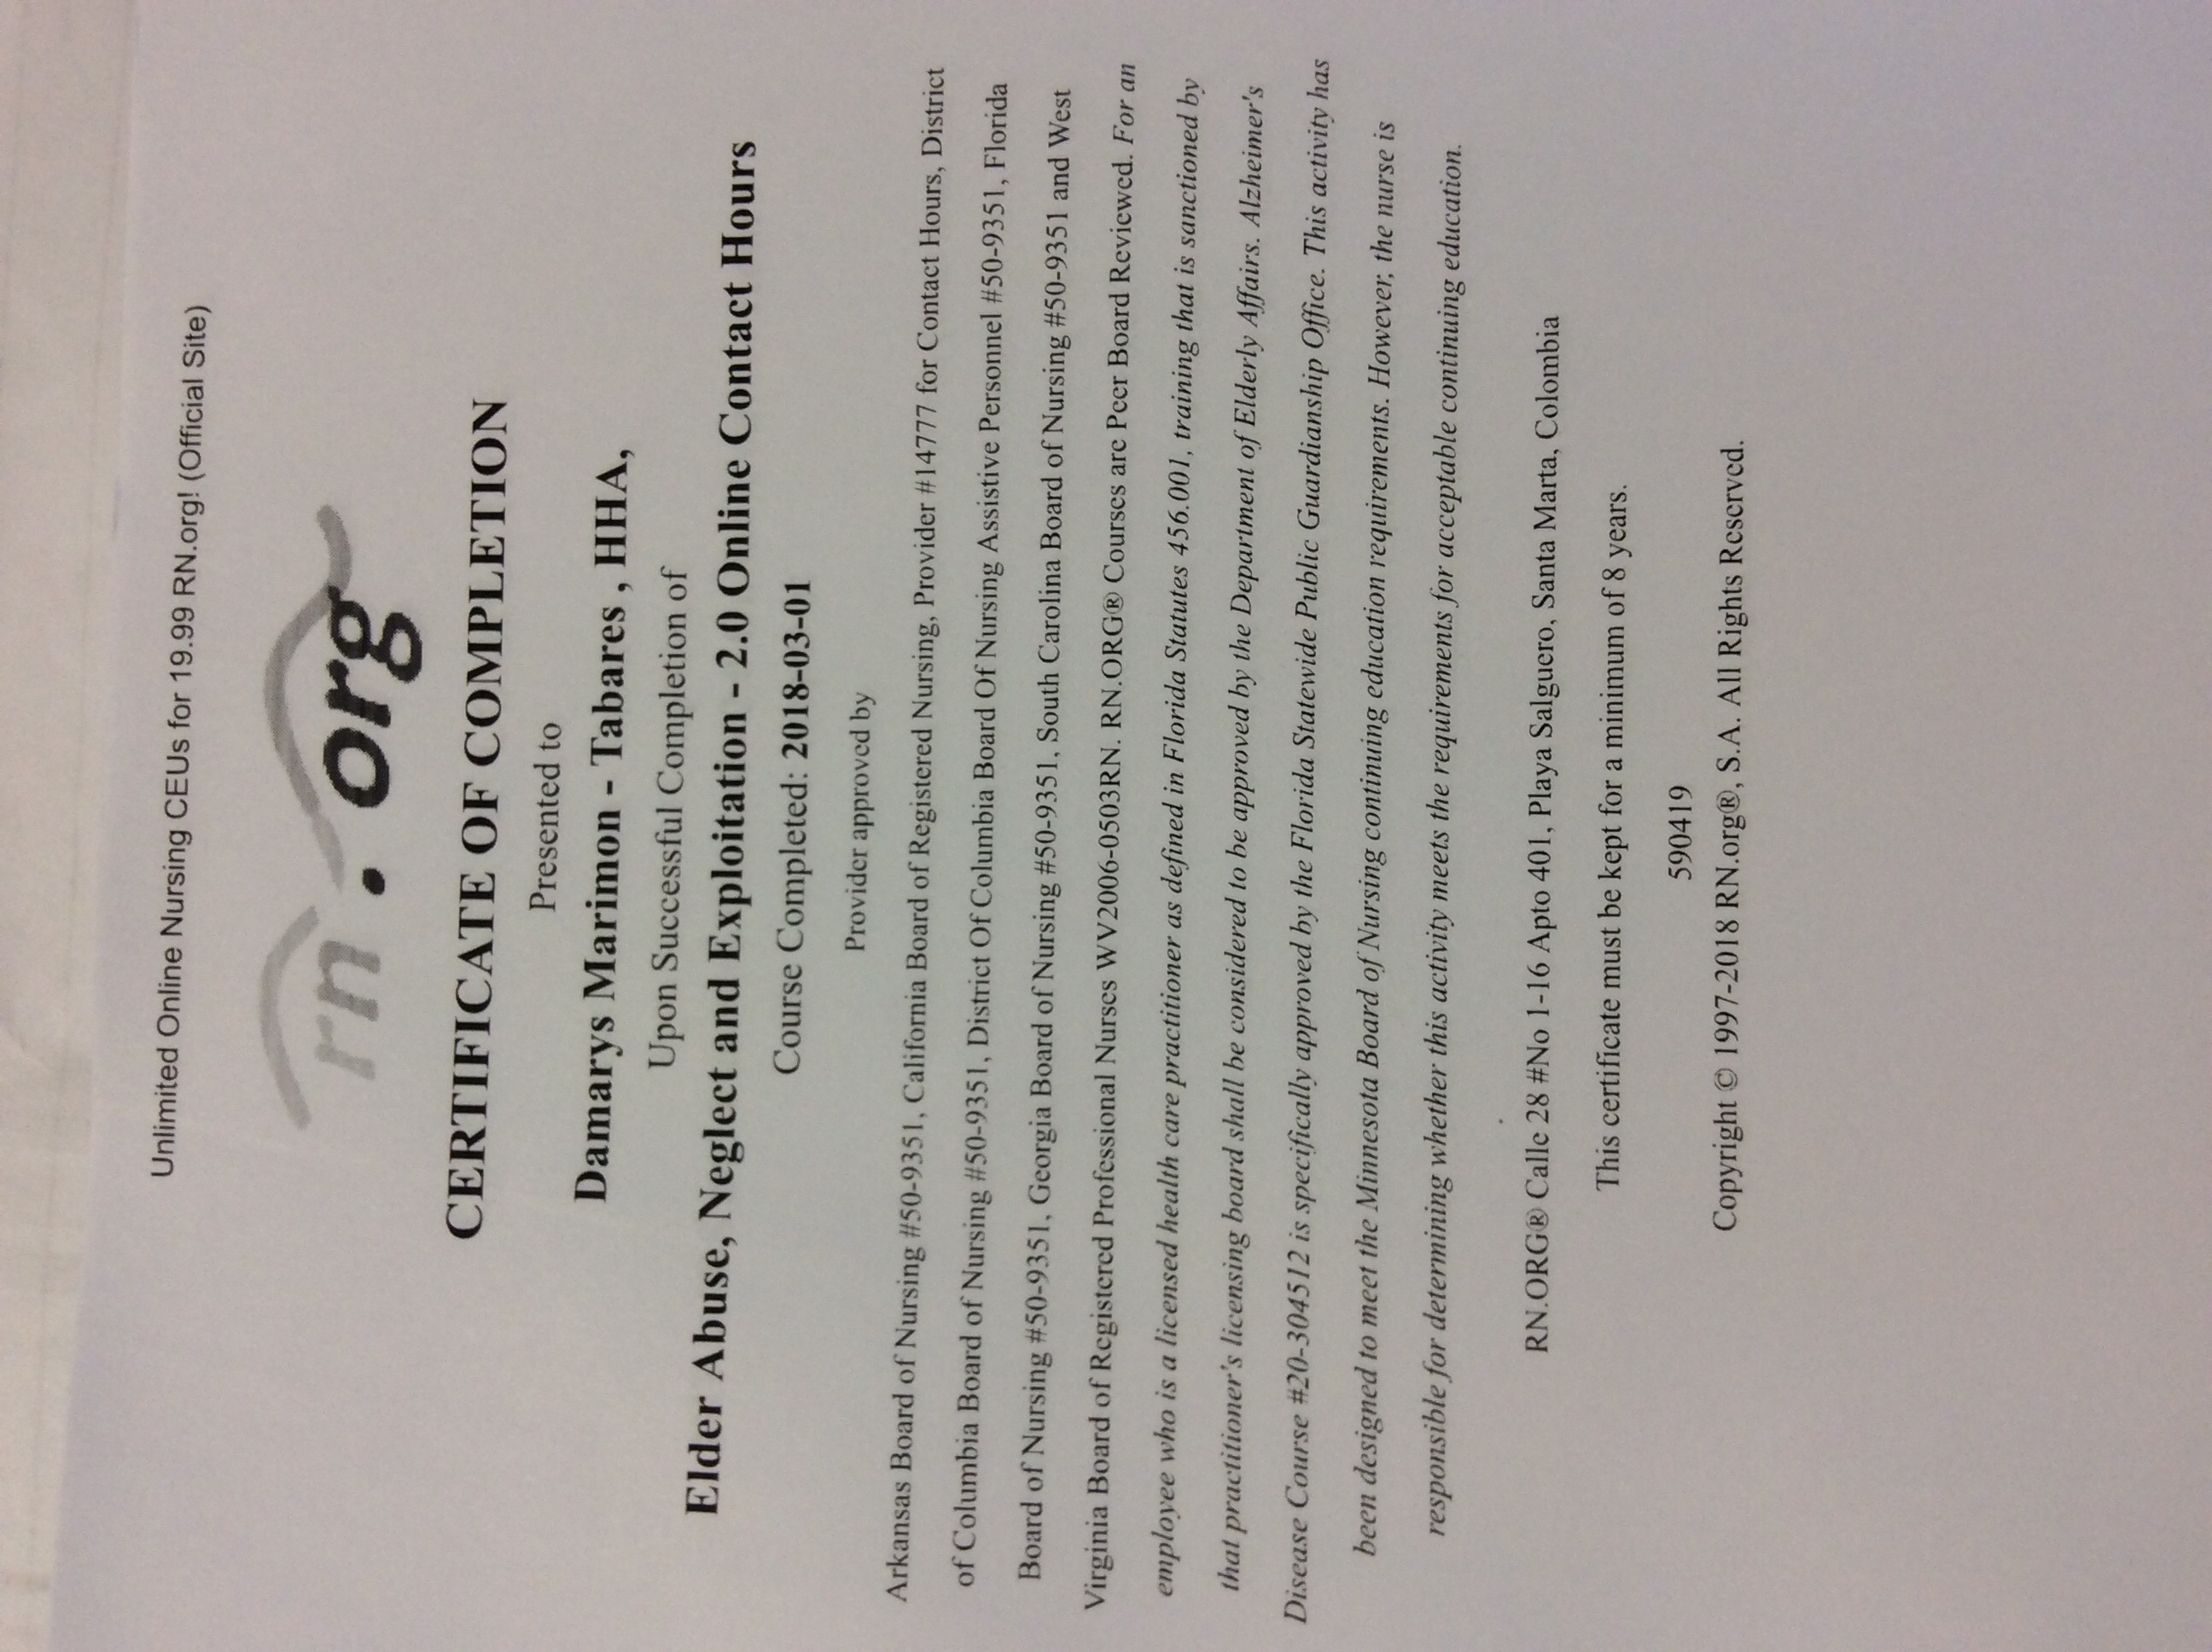 Unlimited Online Nursing CEUs for 19.99 RN.org! (Official Site)
rn.org
CERTIFICATE OF COMPLETION
Presented to
Damarys Marimon - Tabares , HHA,
Upon Successful Completion of
Elder Abuse, Neglect and Exploitation - 2.0 Online Contact Hours
Course Completed: 2018-03-01
Provider approved by
Arkansas Board of Nursing #50-9351, California Board of Registered Nursing, Provider #14777 for Contact Hours, District
of Columbia Board of Nursing #50-9351, District Of Columbia Board Of Nursing Assistive Personnel #50-9351, Florida
Board of Nursing #50-9351, Georgia Board of Nursing #50-9351, South Carolina Board of Nursing #50-9351 and West
Virginia Board of Registered Professional Nurses WV2006-0503RN. RN.ORG® Courses are Peer Board Reviewed. For an
employee who is a licensed health care practitioner as defined in Florida Statutes 456.001, training that is sanctioned by
that practitioner's licensing board shall be considered to be approved by the Department of Elderly Affairs. Alzheimer's
Disease Course #20-304512 is specifically approved by the Florida Statewide Public Guardianship Office. This activity has
been designed to meet the Minnesota Board of Nursing continuing education requirements. However, the nurse is
responsible for determining whether this activity meets the requirements for acceptable continuing education.
RN.ORG® Calle 28 #No 1-16 Apto 401, Playa Salguero, Santa Marta, Colombia
This certificate must be kept for a minimum of 8 years.
590419
Copyright © 1997-2018 RN.org®, S.A. All Rights Reserved.